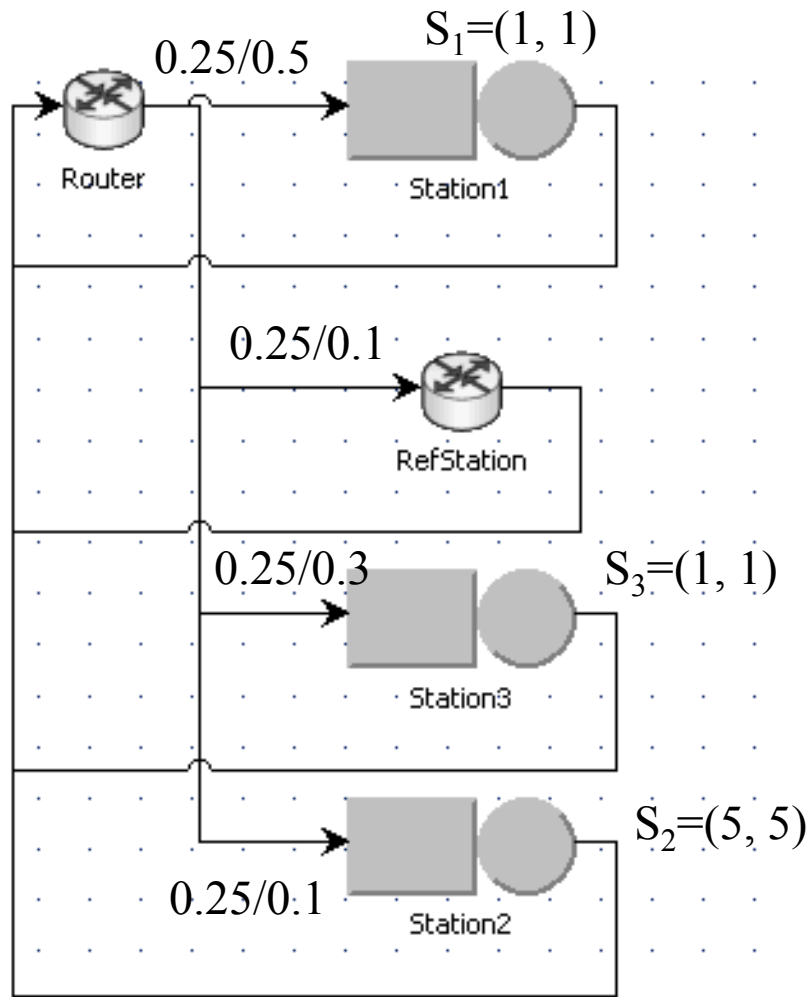 S₁=(1, 1)
0.25/0.5
Router
Station1
0.25/0.1
RefStation
0.25/0.3
S₃=(1, 1)
Station3
S₂=(5, 5)
0.25/0.1
Station2